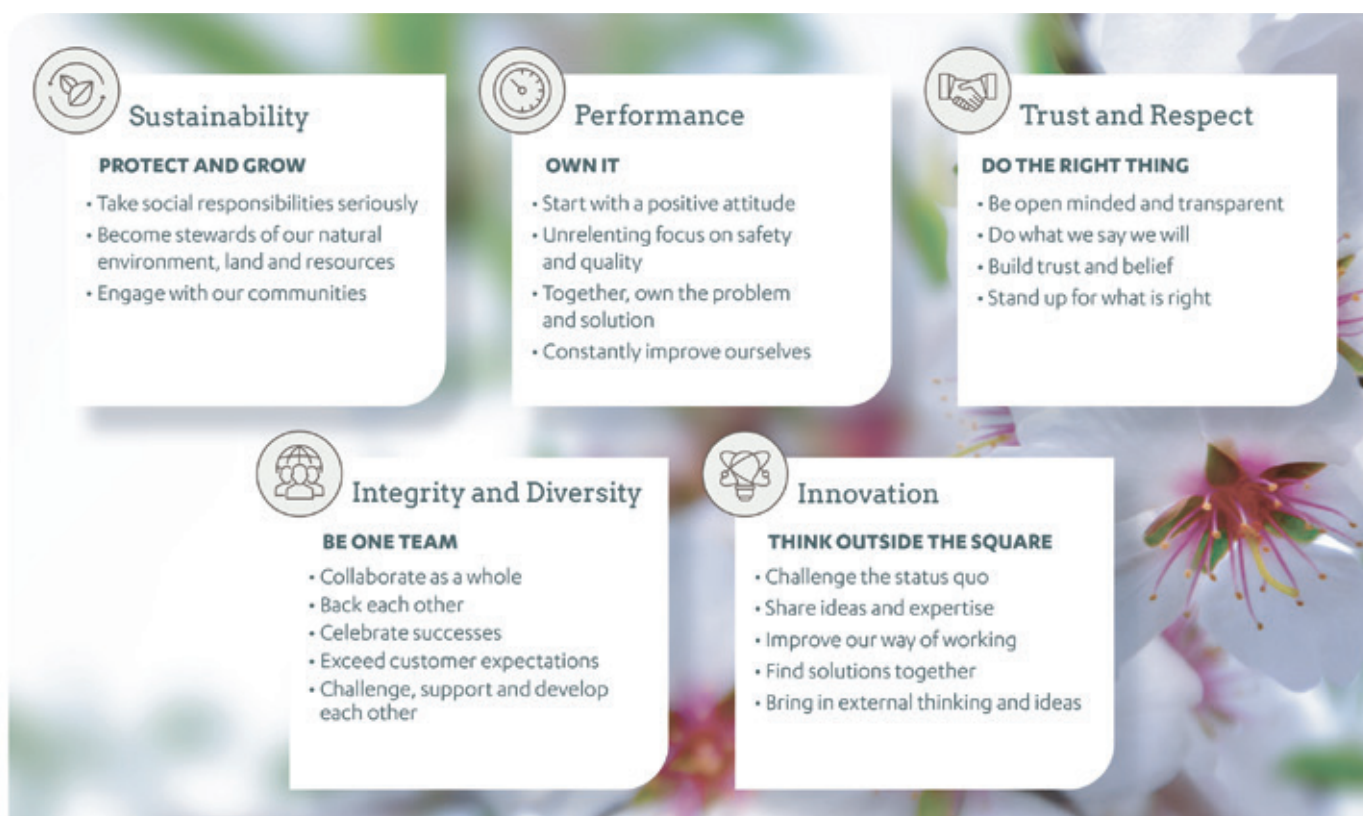 Sustainability
PROTECT AND GROW
• Take social responsibilities seriously
• Become stewards of our natural
environment, land and resources
• Engage with our communities
Performance
OWN IT
• Start with a positive attitude
• Unrelenting focus on safety
and quality
• Together, own the problem
and solution
• Constantly improve ourselves
Trust and Respect
DO THE RIGHT THING
• Be open minded and transparent
• Do what we say we will
• Build trust and belief
• Stand up for what is right
Integrity and Diversity
BE ONE TEAM
• Collaborate as a whole
• Back each other
• Celebrate successes
• Exceed customer expectations
• Challenge, support and develop
each other
Innovation
THINK OUTSIDE THE SQUARE
• Challenge the status quo
• Share ideas and expertise
• Improve our way of working
• Find solutions together
• Bring in external thinking and ideas